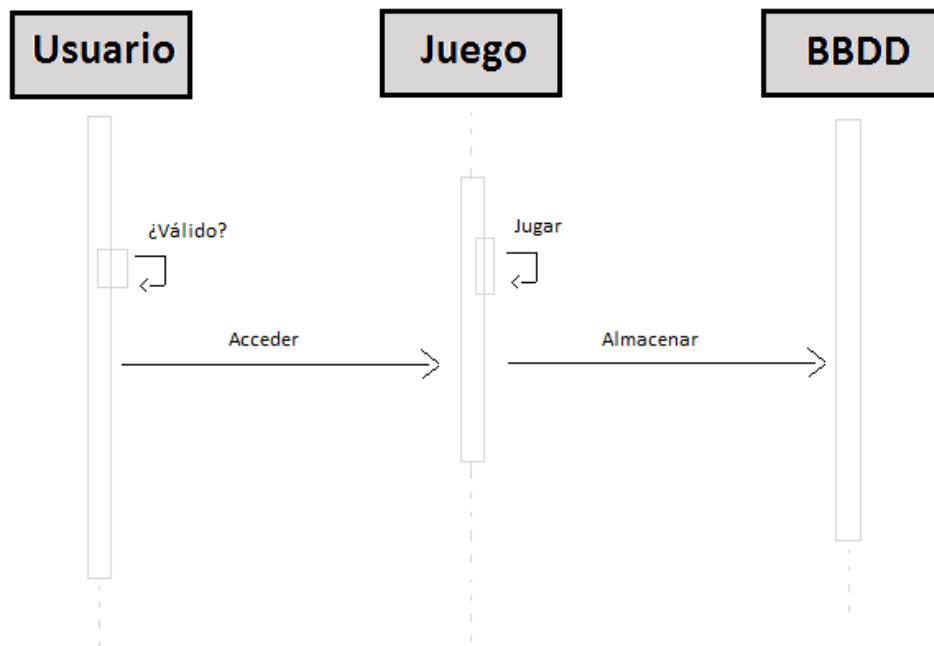 Usuario
Juego
BBDD
¿Válido?
Jugar
Acceder
Almacenar